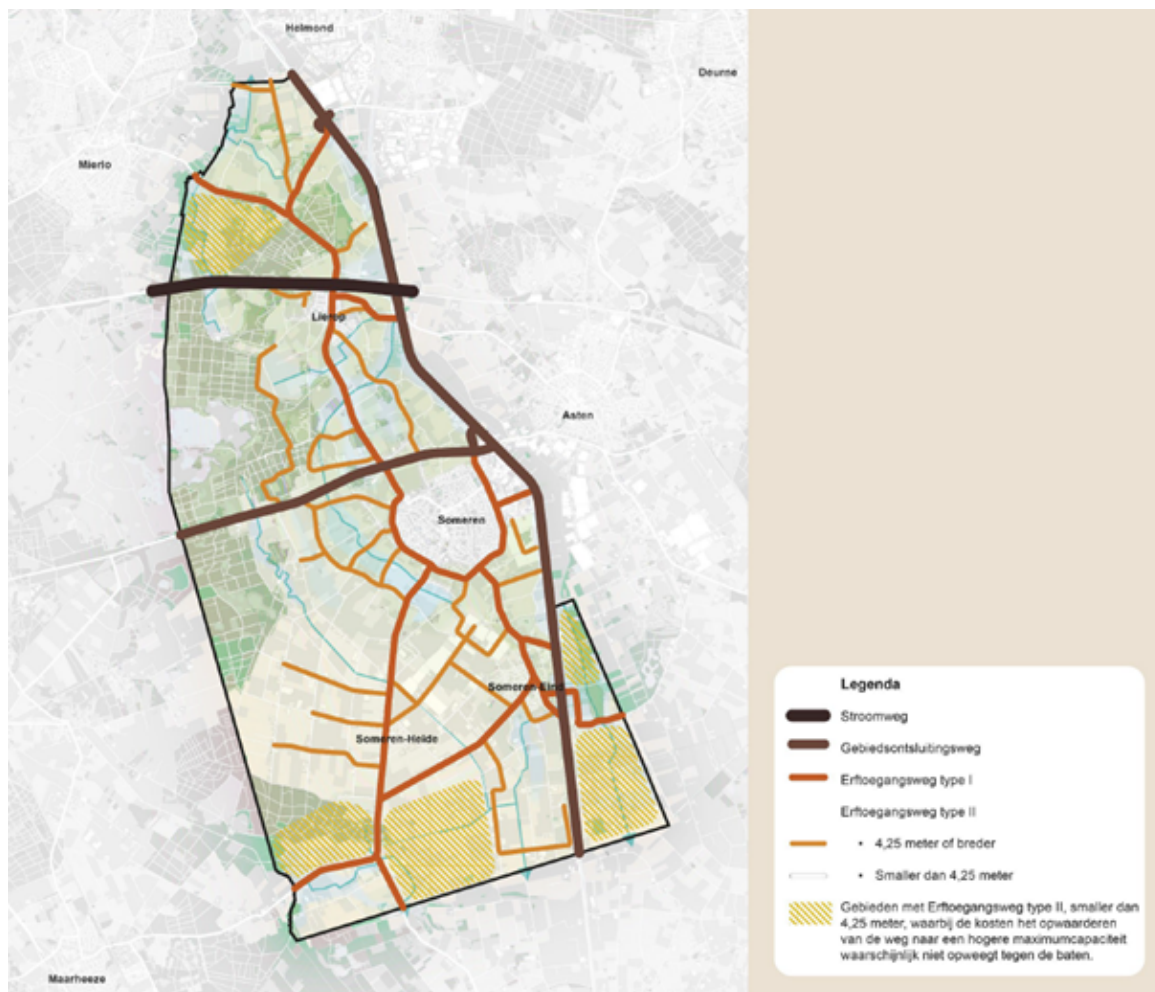 Helmond
Deurne
Mierlo
Lierop
Asten
Someren
Someren-Eind
Someren-Heide
Maarheeze
Legenda
Stroomweg
Gebiedsontsluitingsweg
Erftoegangsweg type I
Erftoegangsweg type II
• 4,25 meter of breder
• Smaller dan 4,25 meter
Gebieden met Erftoegangsweg type II, smaller dan
4,25 meter, waarbij de kosten het opwaarderen
van de weg naar een hogere maximumcapaciteit
waarschijnlijk niet opweegt tegen de baten.